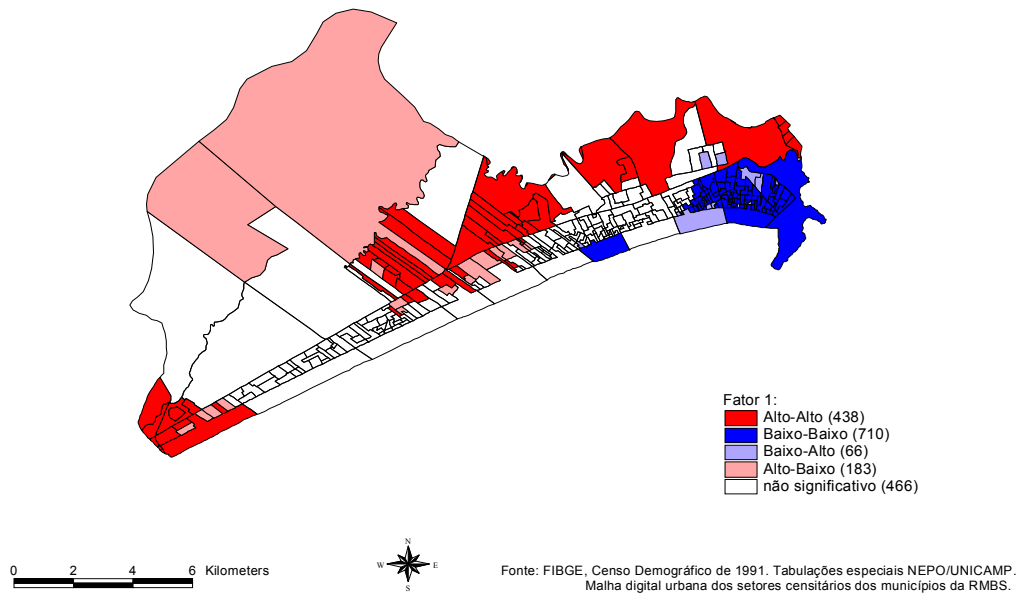 Fator 1:
Alto-Alto (438)
Baixo-Baixo (710)
Baixo-Alto (66)
Alto-Baixo (183)
não significativo (466)
0 2 4 6 Kilometers
N
W E
S
Fonte: FIBGE, Censo Demográfico de 1991. Tabulações especiais NEPO/UNICAMP.
Malha digital urbana dos setores censitários dos municípios da RMBS.